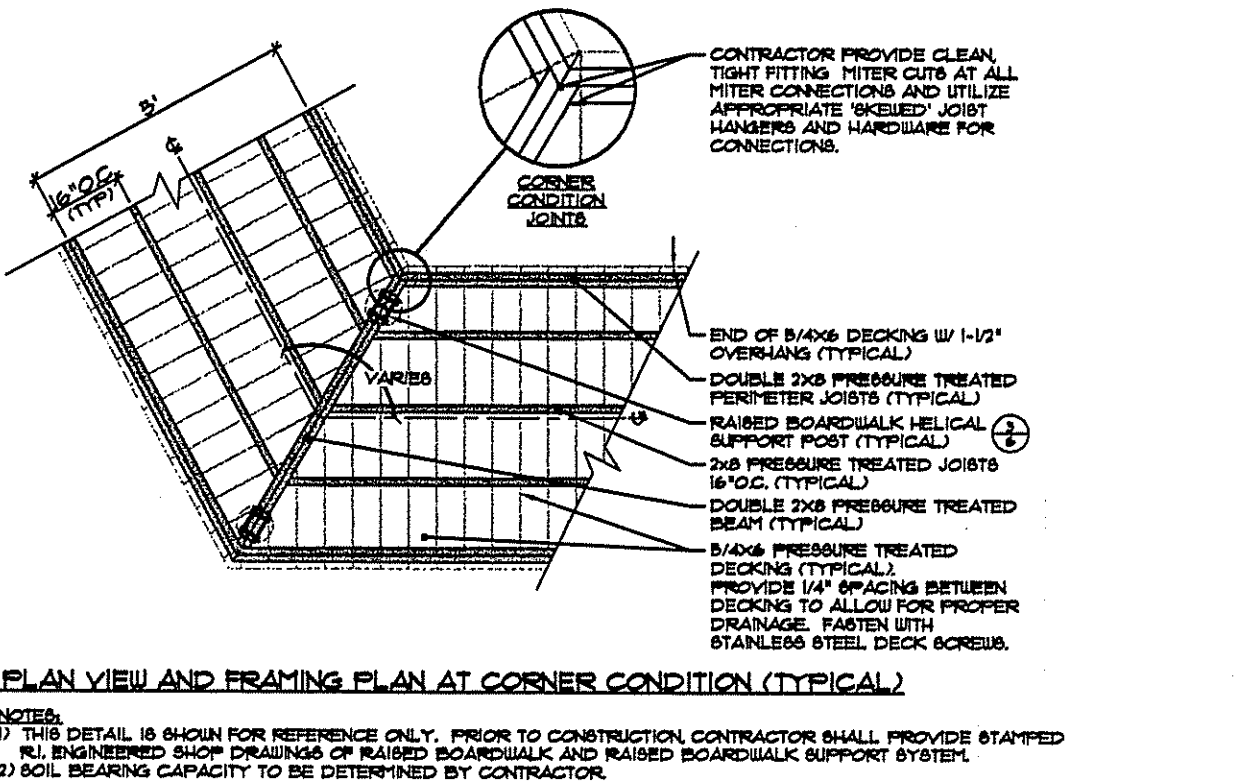 5'
℄
16"O.C.
(TYP)
CONTRACTOR PROVIDE CLEAN,
TIGHT FITTING MITER CUTS AT ALL
MITER CONNECTIONS AND UTILIZE
APPROPRIATE 'SKEWED' JOIST
HANGERS AND HARDWARE FOR
CONNECTIONS.
CORNER
CONDITION
JOINTS
END OF 5/4X6 DECKING W/ 1-1/2"
OVERHANG (TYPICAL)
DOUBLE 2X8 PRESSURE TREATED
PERIMETER JOISTS (TYPICAL)
VARIES
℄
RAISED BOARDWALK HELICAL
SUPPORT POST (TYPICAL)
2x8 PRESSURE TREATED JOISTS
16"O.C. (TYPICAL)
DOUBLE 2X8 PRESSURE TREATED
BEAM (TYPICAL)
5/4X6 PRESSURE TREATED
DECKING (TYPICAL).
PROVIDE 1/4" SPACING BETWEEN
DECKING TO ALLOW FOR PROPER
DRAINAGE. FASTEN WITH
STAINLESS STEEL DECK SCREWS.
PLAN VIEW AND FRAMING PLAN AT CORNER CONDITION (TYPICAL)
NOTES:
1) THIS DETAIL IS SHOWN FOR REFERENCE ONLY. PRIOR TO CONSTRUCTION, CONTRACTOR SHALL PROVIDE STAMPED
R.I. ENGINEERED SHOP DRAWINGS OF RAISED BOARDWALK AND RAISED BOARDWALK SUPPORT SYSTEM.
2) SOIL BEARING CAPACITY TO BE DETERMINED BY CONTRACTOR.